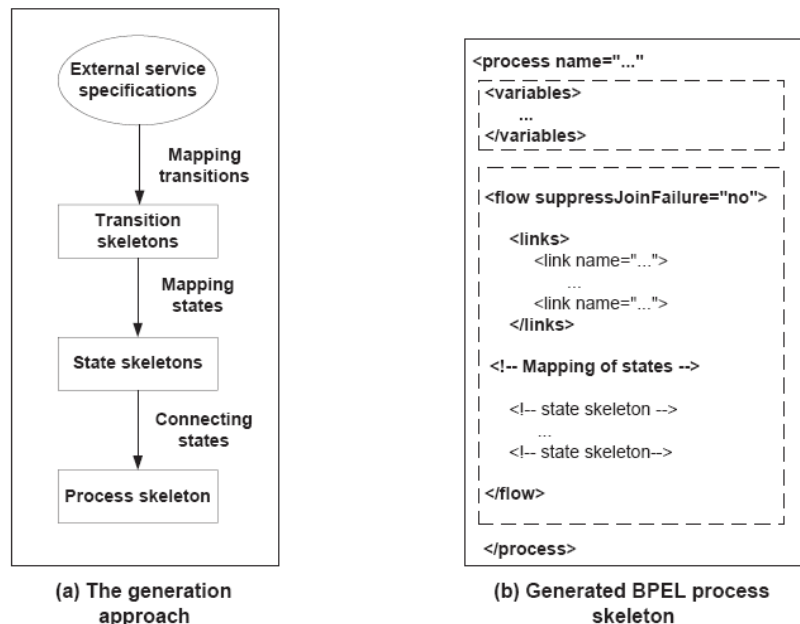 External service
specifications
Mapping
transitions
Transition
skeletons
Mapping
states
State skeletons
Connecting
states
Process skeleton
(a) The generation
approach
<process name="..."
<variables>
...
</variables>
<flow suppressJoinFailure="no">
<links>
<link name="...">
...
<link name="...">
</links>
<!-- Mapping of states -->
<!-- state skeleton -->
...
<!-- state skeleton-->
</flow>
</process>
(b) Generated BPEL process
skeleton